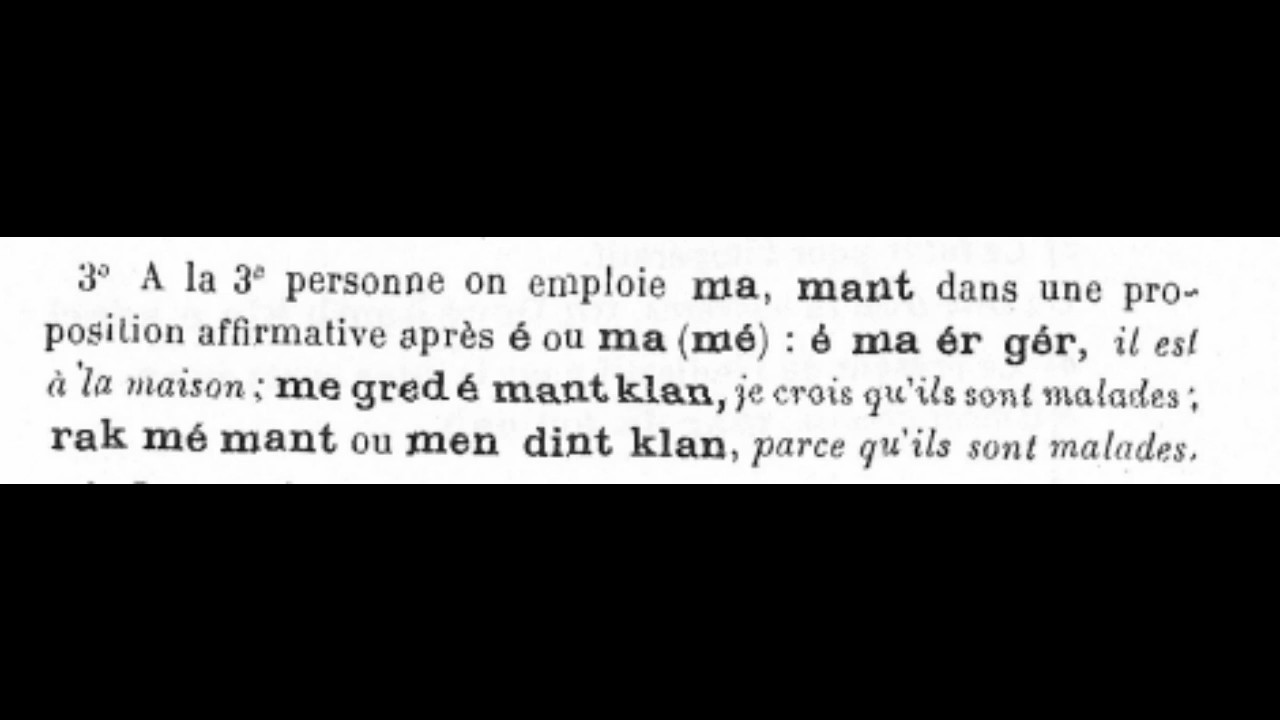 3° A la 3e personne on emploie ma, mant dans une pro-
position affirmative après é ou ma (mé) : é ma ér gér, il est
à la maison ; me gred é mant klan, je crois qu'ils sont malades ;
rak mé mant ou men dint klan, parce qu'ils sont malades.